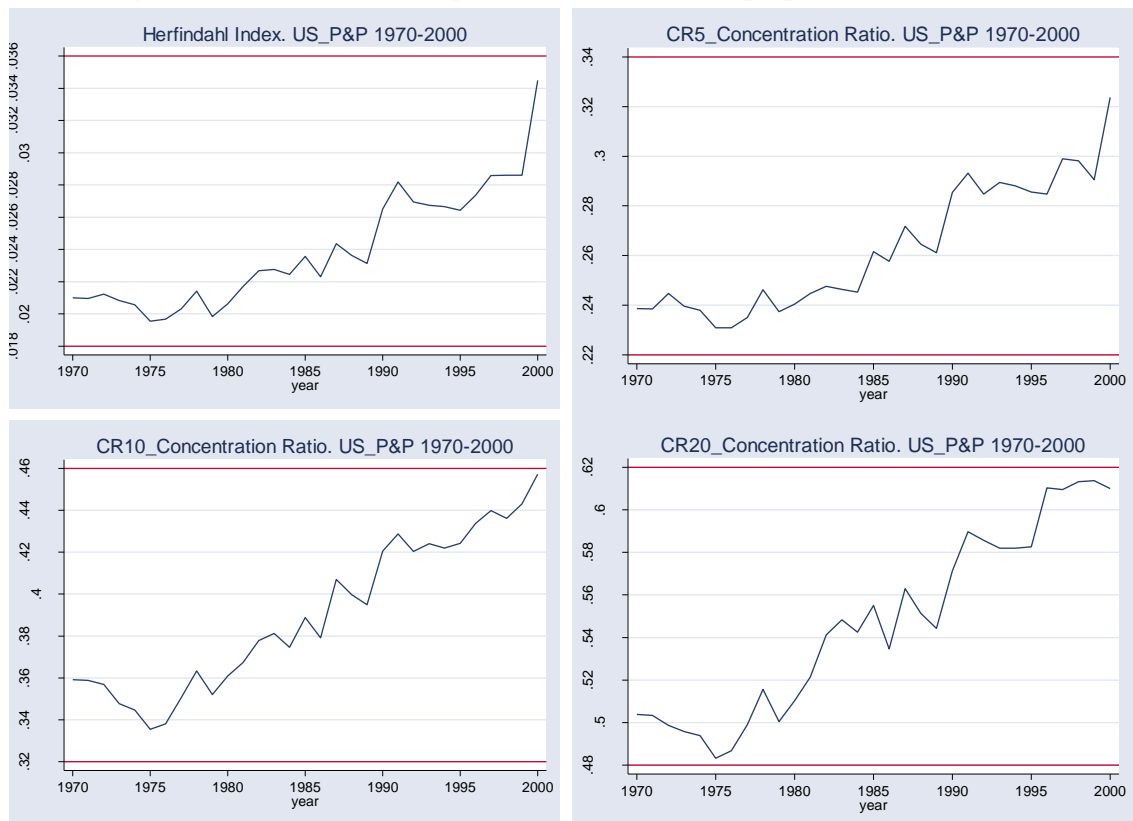 Herfindahl Index. US_P&P 1970-2000
.036
.034
.032
.03
.028
.026
.024
.022
.02
.018
1970 1975 1980 1985 1990 1995 2000
year
CR5_Concentration Ratio. US_P&P 1970-2000
.34
.32
.3
.28
.26
.24
.22
1970 1975 1980 1985 1990 1995 2000
year
CR10_Concentration Ratio. US_P&P 1970-2000
.46
.44
.42
.4
.38
.36
.34
.32
1970 1975 1980 1985 1990 1995 2000
year
CR20_Concentration Ratio. US_P&P 1970-2000
.62
.6
.58
.56
.54
.52
.5
.48
1970 1975 1980 1985 1990 1995 2000
year